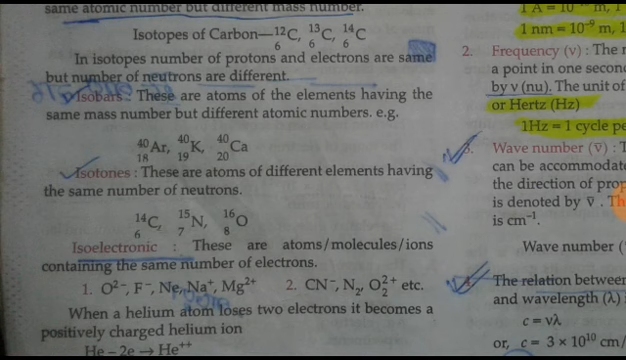 same atomic number but different mass number.
Isotopes of Carbon—¹²₆C, ¹³₆C, ¹⁴₆C
In isotopes number of protons and electrons are same
but number of neutrons are different.
Isobars : These are atoms of the elements having the
same mass number but different atomic numbers. e.g.
⁴⁰₁₈Ar, ⁴⁰₁₉K, ⁴⁰₂₀Ca
Isotones : These are atoms of different elements having
the same number of neutrons.
¹⁴₆C, ¹⁵₇N, ¹⁶₈O
Isoelectronic : These are atoms/molecules/ions
containing the same number of electrons.
1. O²⁻, F⁻, Ne, Na⁺, Mg²⁺ 2. CN⁻, N₂, O₂²⁺ etc.
When a helium atom loses two electrons it becomes a
positively charged helium ion
He – 2e → He⁺⁺
1 nm = 10⁻⁹ m, 1
2. Frequency (ν) : The
a point in one
by ν (nu). The unit of
or Hertz (Hz)
1Hz = 1 cycle
3. Wave number (ν̄) :
can be
the direction of
is denoted by ν̄.
is cm⁻¹.
Wave number (
4. The relation between
and wavelength (λ)
c = νλ
or, c = 3 × 10¹⁰ cm/